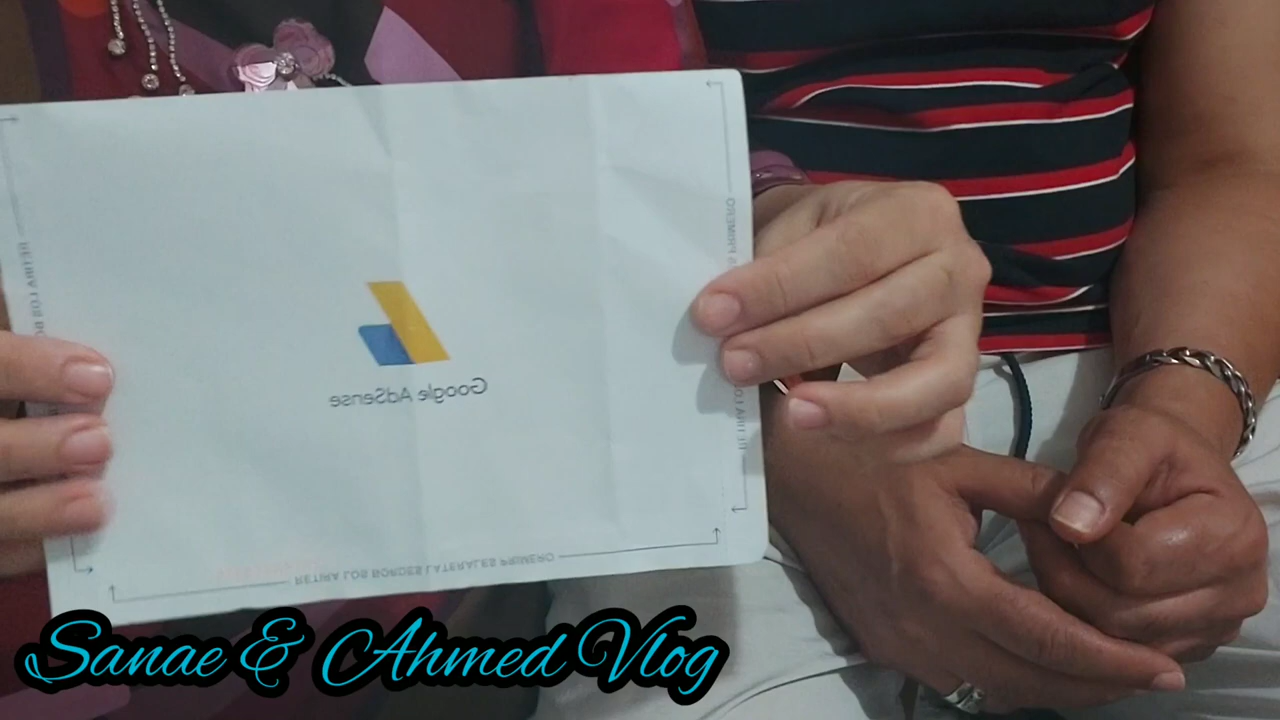 Google AdSense
RETIRA LOS BORDES LATERALES PRIMERO
Sanae & Ahmed Vlog